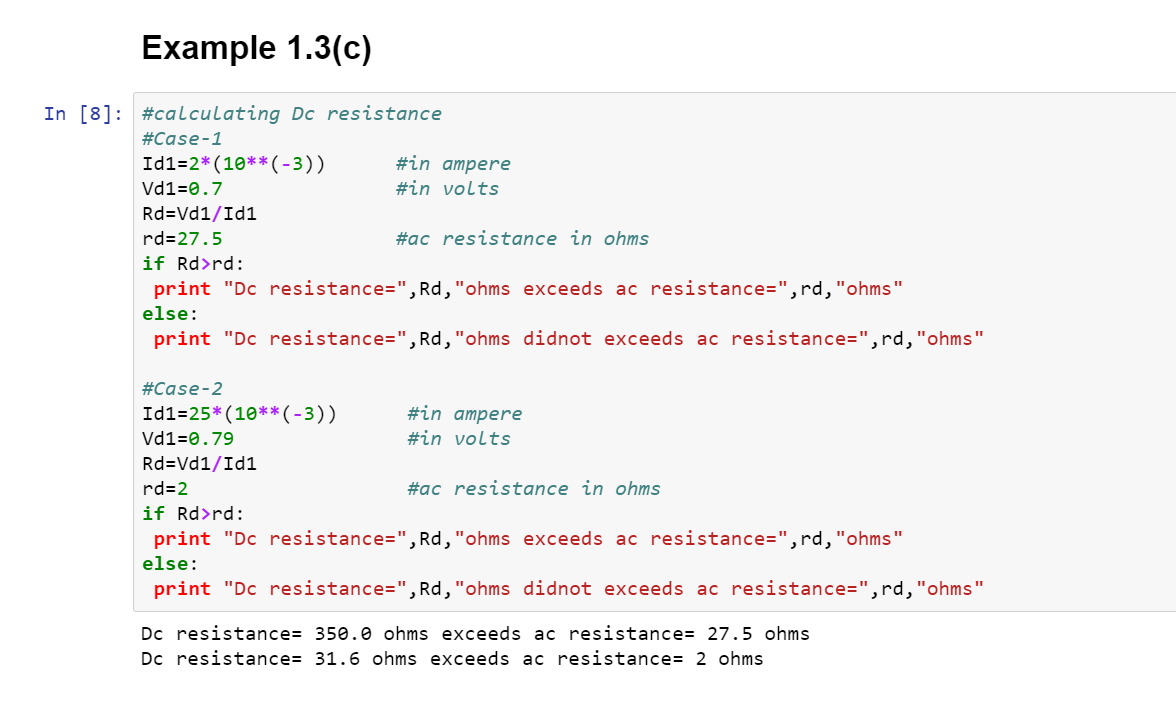 Example 1.3(c)
In [8]:
#calculating Dc resistance
#Case-1
Id1=2*(10**(-3))      #in ampere
Vd1=0.7               #in volts
Rd=Vd1/Id1
rd=27.5               #ac resistance in ohms
if Rd>rd:
 print "Dc resistance=",Rd,"ohms exceeds ac resistance=",rd,"ohms"
else:
 print "Dc resistance=",Rd,"ohms didnot exceeds ac resistance=",rd,"ohms"

#Case-2
Id1=25*(10**(-3))      #in ampere
Vd1=0.79               #in volts
Rd=Vd1/Id1
rd=2                   #ac resistance in ohms
if Rd>rd:
 print "Dc resistance=",Rd,"ohms exceeds ac resistance=",rd,"ohms"
else:
 print "Dc resistance=",Rd,"ohms didnot exceeds ac resistance=",rd,"ohms"
Dc resistance= 350.0 ohms exceeds ac resistance= 27.5 ohms
Dc resistance= 31.6 ohms exceeds ac resistance= 2 ohms